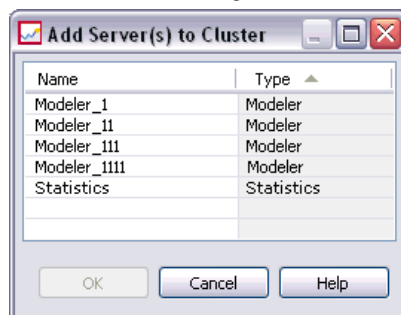 Add Server(s) to Cluster
Name Type
Modeler_1 Modeler
Modeler_11 Modeler
Modeler_111 Modeler
Modeler_1111 Modeler
Statistics Statistics
OK Cancel Help